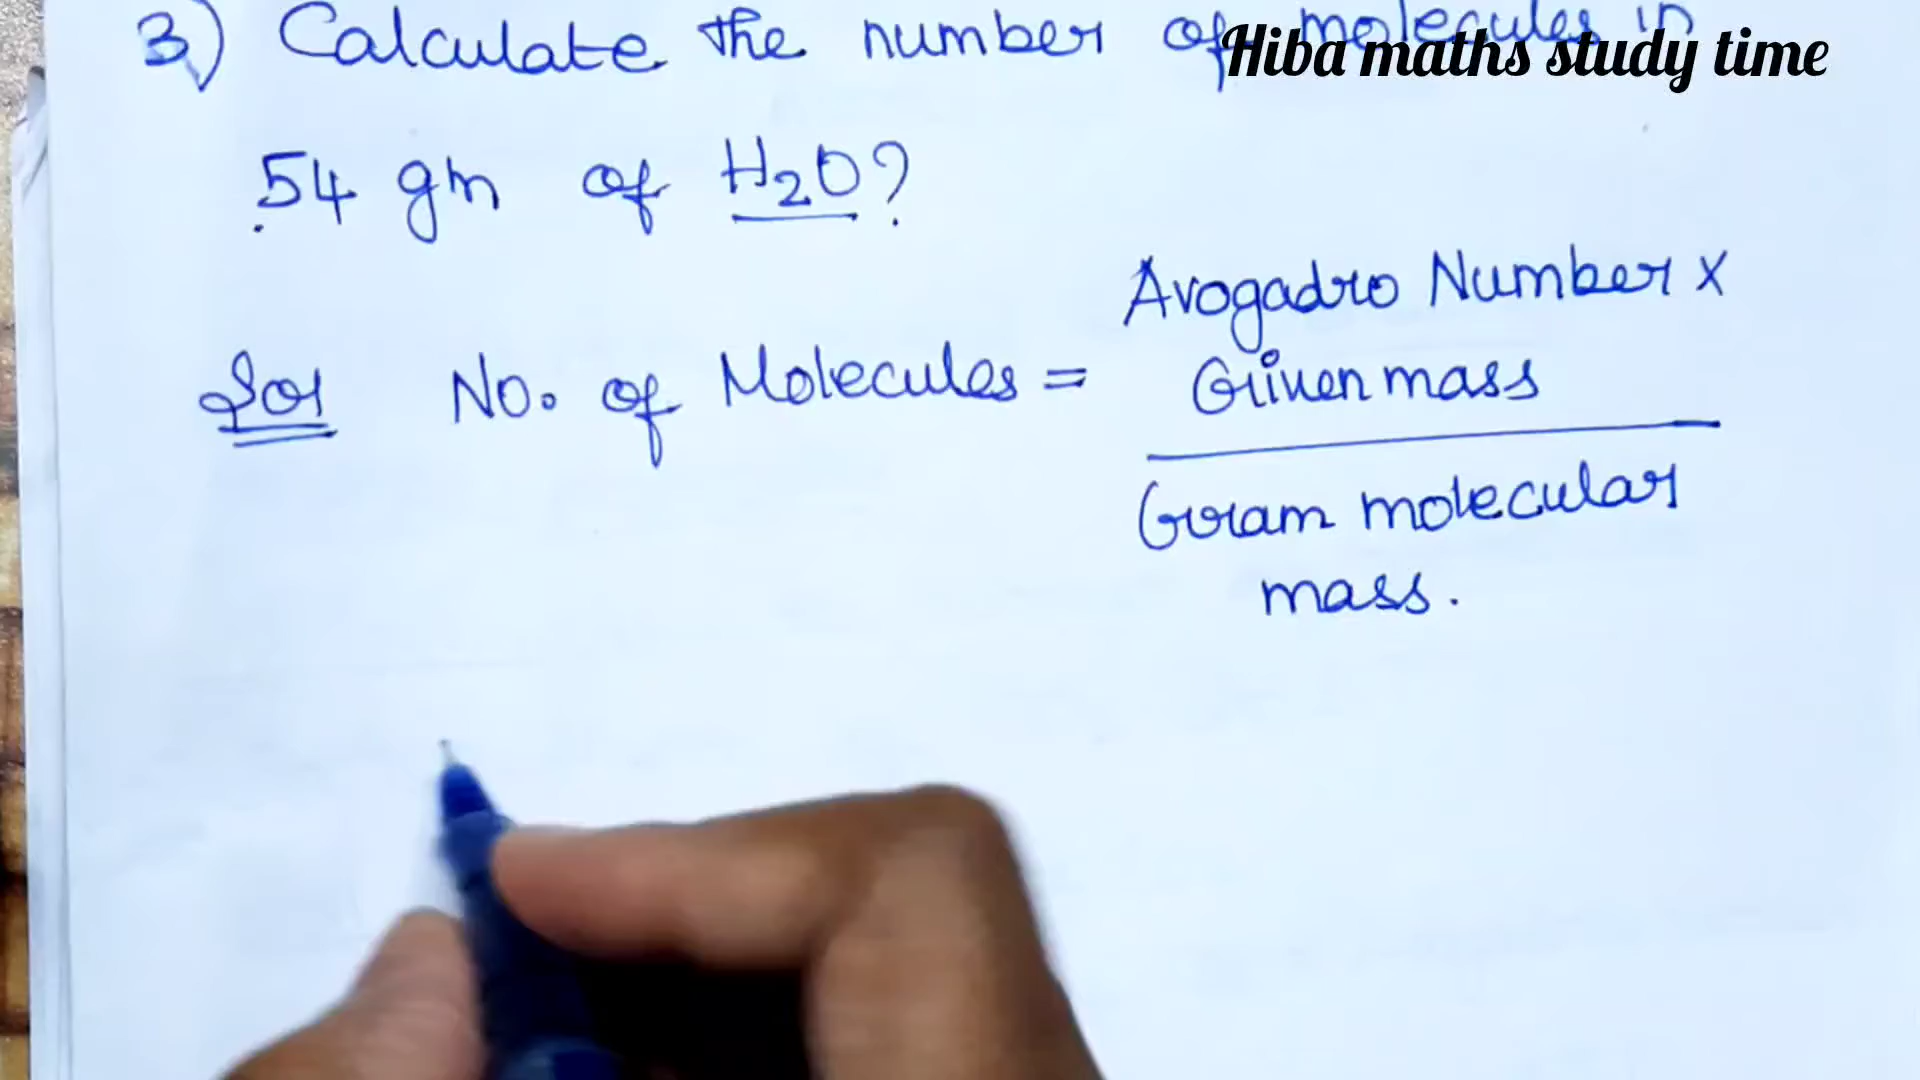 3) Calculate the number of molecules in
Hiba maths study time
54 gm of H2O?
Avogadro Number x
Sol No. of Molecules = Given mass
Gram molecular
mass.